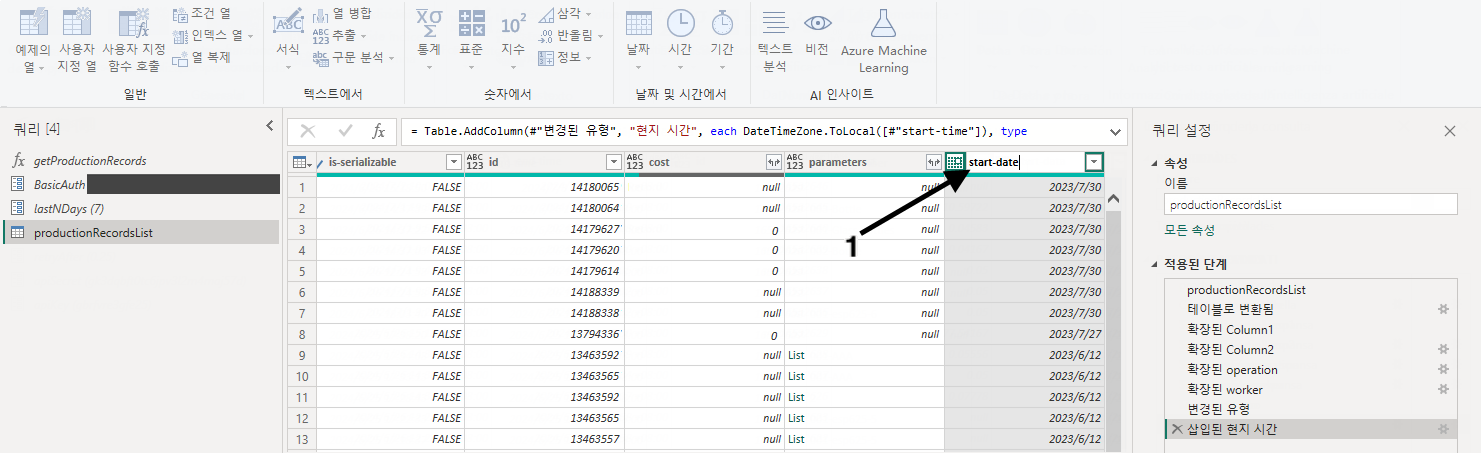 조건 열
열 병합
삼각
예제의 열
인덱스 열
사용자 지정 열
사용자 지정 함수 호출
열 복제
서식
ABC
ABC 123 추출
구문 분석
통계
표준
10²
지수
.00 반올림
정보
날짜
시간
기간
텍스트 분석
비전
Azure Machine Learning
일반
텍스트에서
숫자에서
날짜 및 시간에서
AI 인사이트
쿼리 [4]
fx getProductionRecords
BasicAuth
lastNDays (7)
productionRecordsList
fx
= Table.AddColumn(#"변경된 유형", "현지 시간", each DateTimeZone.ToLocal([#"start-time"]), type
is-serializable ABC 123 id ABC 123 cost ABC 123 parameters start-date
1 FALSE 14180065 null null 2023/7/30
2 FALSE 14180064 null null 2023/7/30
3 FALSE 14179627 0 null 2023/7/30
4 FALSE 14179620 0 null 2023/7/30
5 FALSE 14179614 0 null 2023/7/30
6 FALSE 14188339 null null 2023/7/30
7 FALSE 14188338 null null 2023/7/30
8 FALSE 13794336 0 null 2023/7/27
9 FALSE 13463592 null List 2023/6/12
10 FALSE 13463565 null List 2023/6/12
11 FALSE 13463592 null List 2023/6/12
12 FALSE 13463565 null List 2023/6/12
13 FALSE 13463557 null List 2023/6/12
1
쿼리 설정
속성
이름
productionRecordsList
모든 속성
적용된 단계
productionRecordsList
테이블로 변환됨
확장된 Column1
확장된 Column2
확장된 operation
확장된 worker
변경된 유형
삽입된 현지 시간